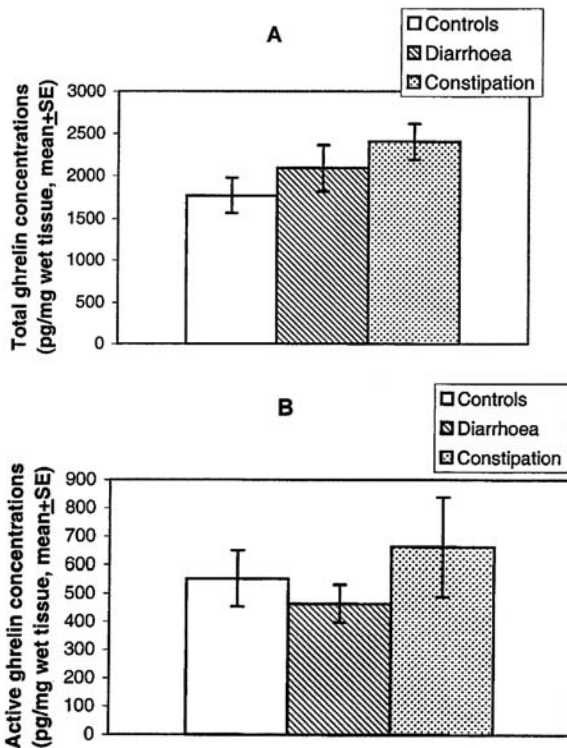 A
Controls
Diarrhoea
Constipation
Total ghrelin concentrations
(pg/mg wet tissue, mean±SE)
3000
2500
2000
1500
1000
500
0
B
Controls
Diarrhoea
Constipation
Active ghrelin concentrations
(pg/mg wet tissue, mean±SE)
900
800
700
600
500
400
300
200
100
0